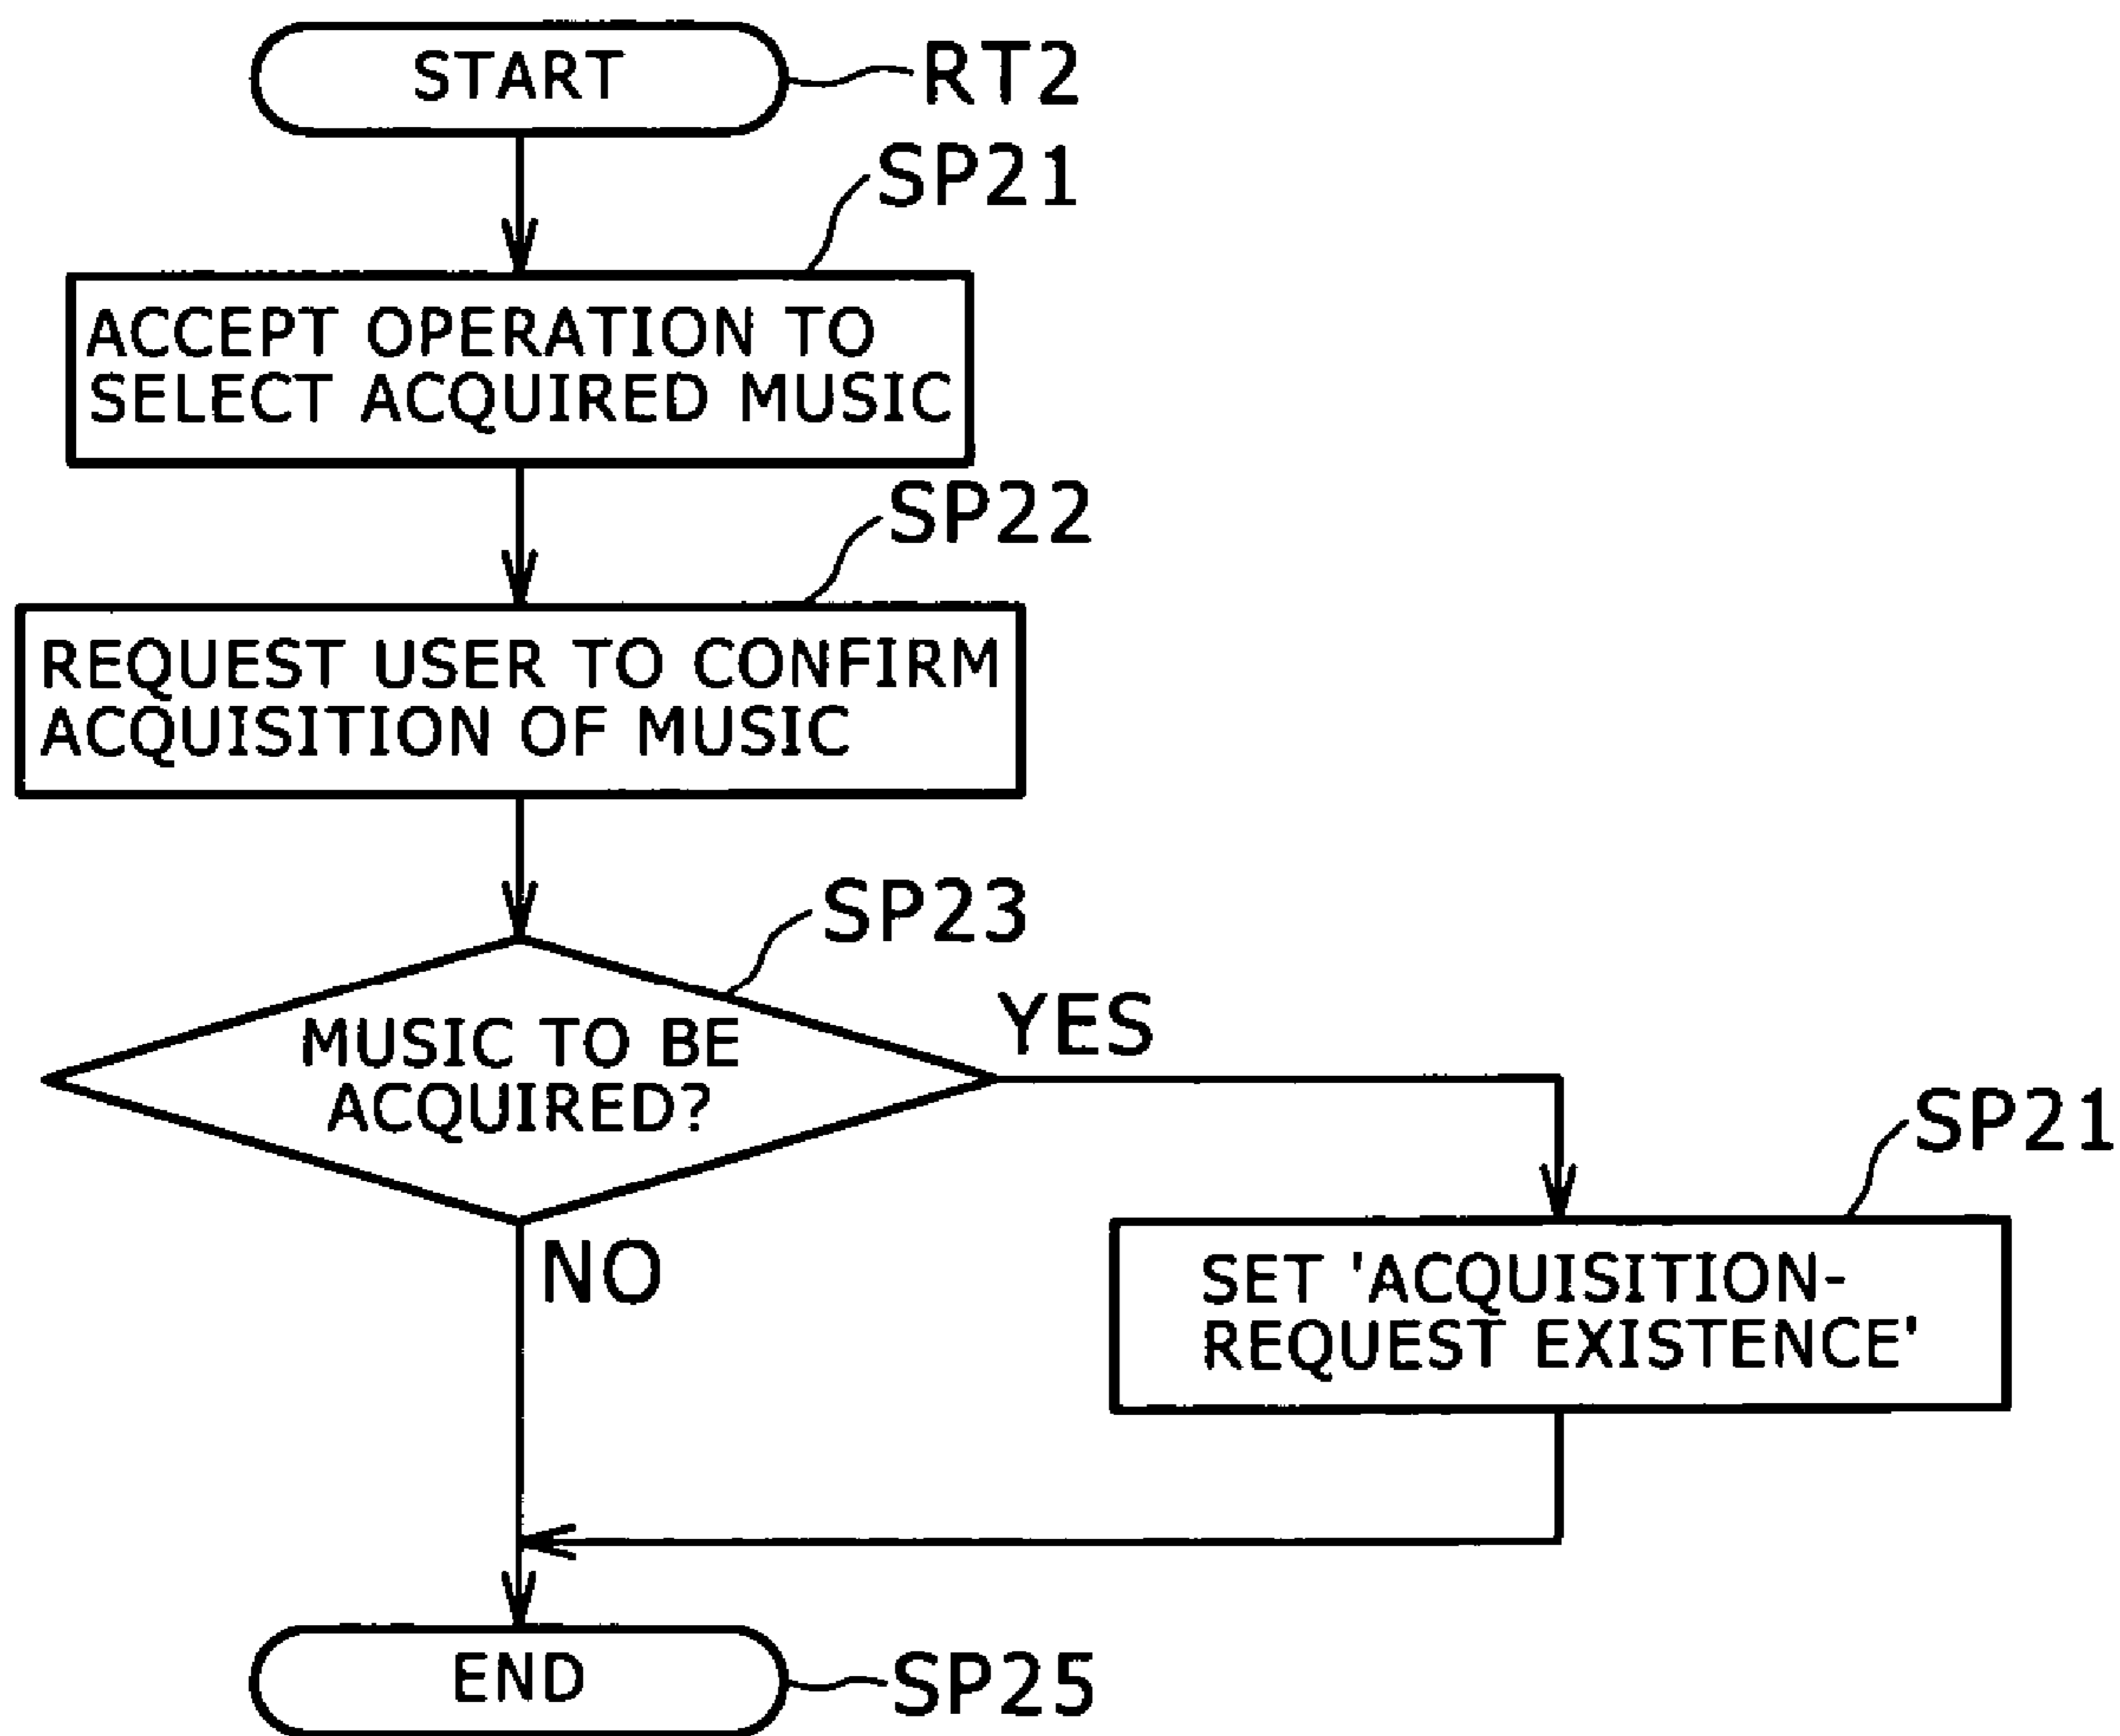 START
RT2
SP21
ACCEPT OPERATION TO
SELECT ACQUIRED MUSIC
SP22
REQUEST USER TO CONFIRM
ACQUISITION OF MUSIC
SP23
MUSIC TO BE
ACQUIRED?
YES
NO
SP21
SET 'ACQUISITION-
REQUEST EXISTENCE'
END
SP25